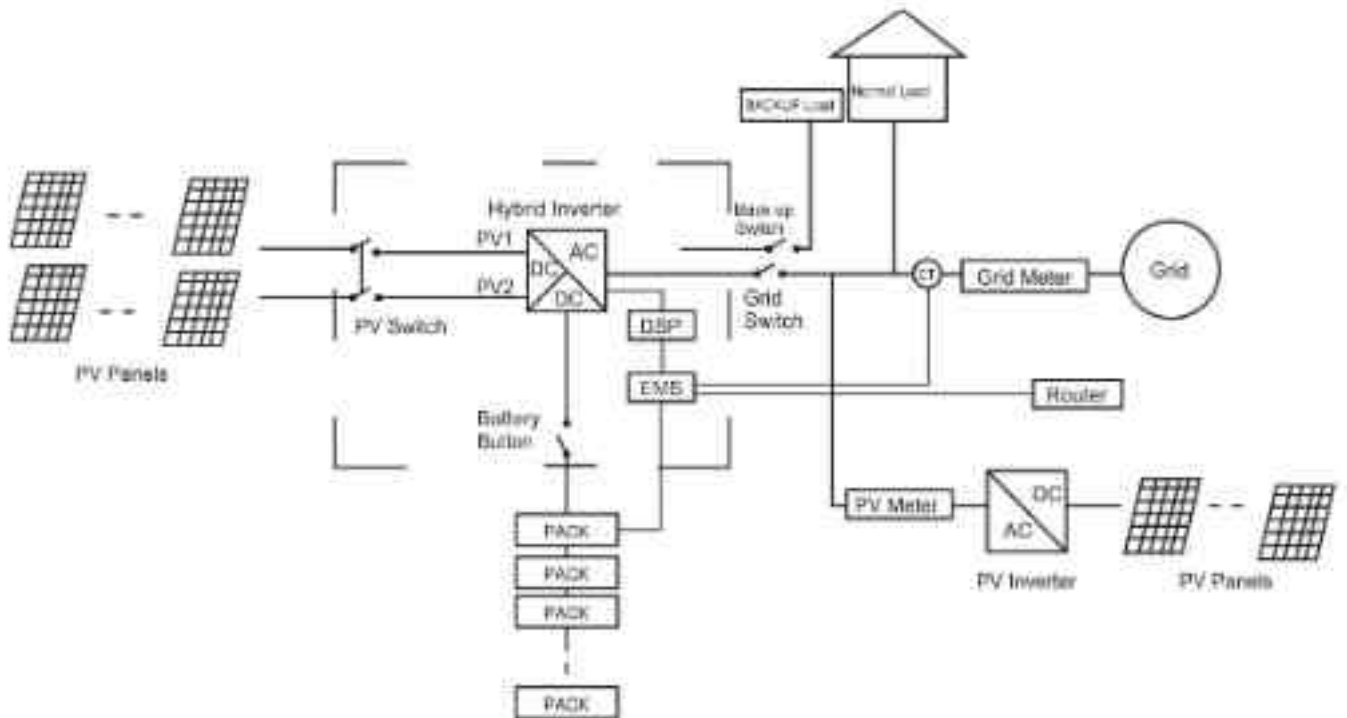 BACKUP Load
Normal Load
Hybrid Inverter
Back up
Switch
PV1
AC
DC
DC
PV2
PV Switch
PV Panels
DSP
Grid
Switch
CT
Grid Meter
Grid
EMS
Router
Battery
Button
PACK
PACK
PACK
PACK
PV Meter
DC
AC
PV Inverter
PV Panels